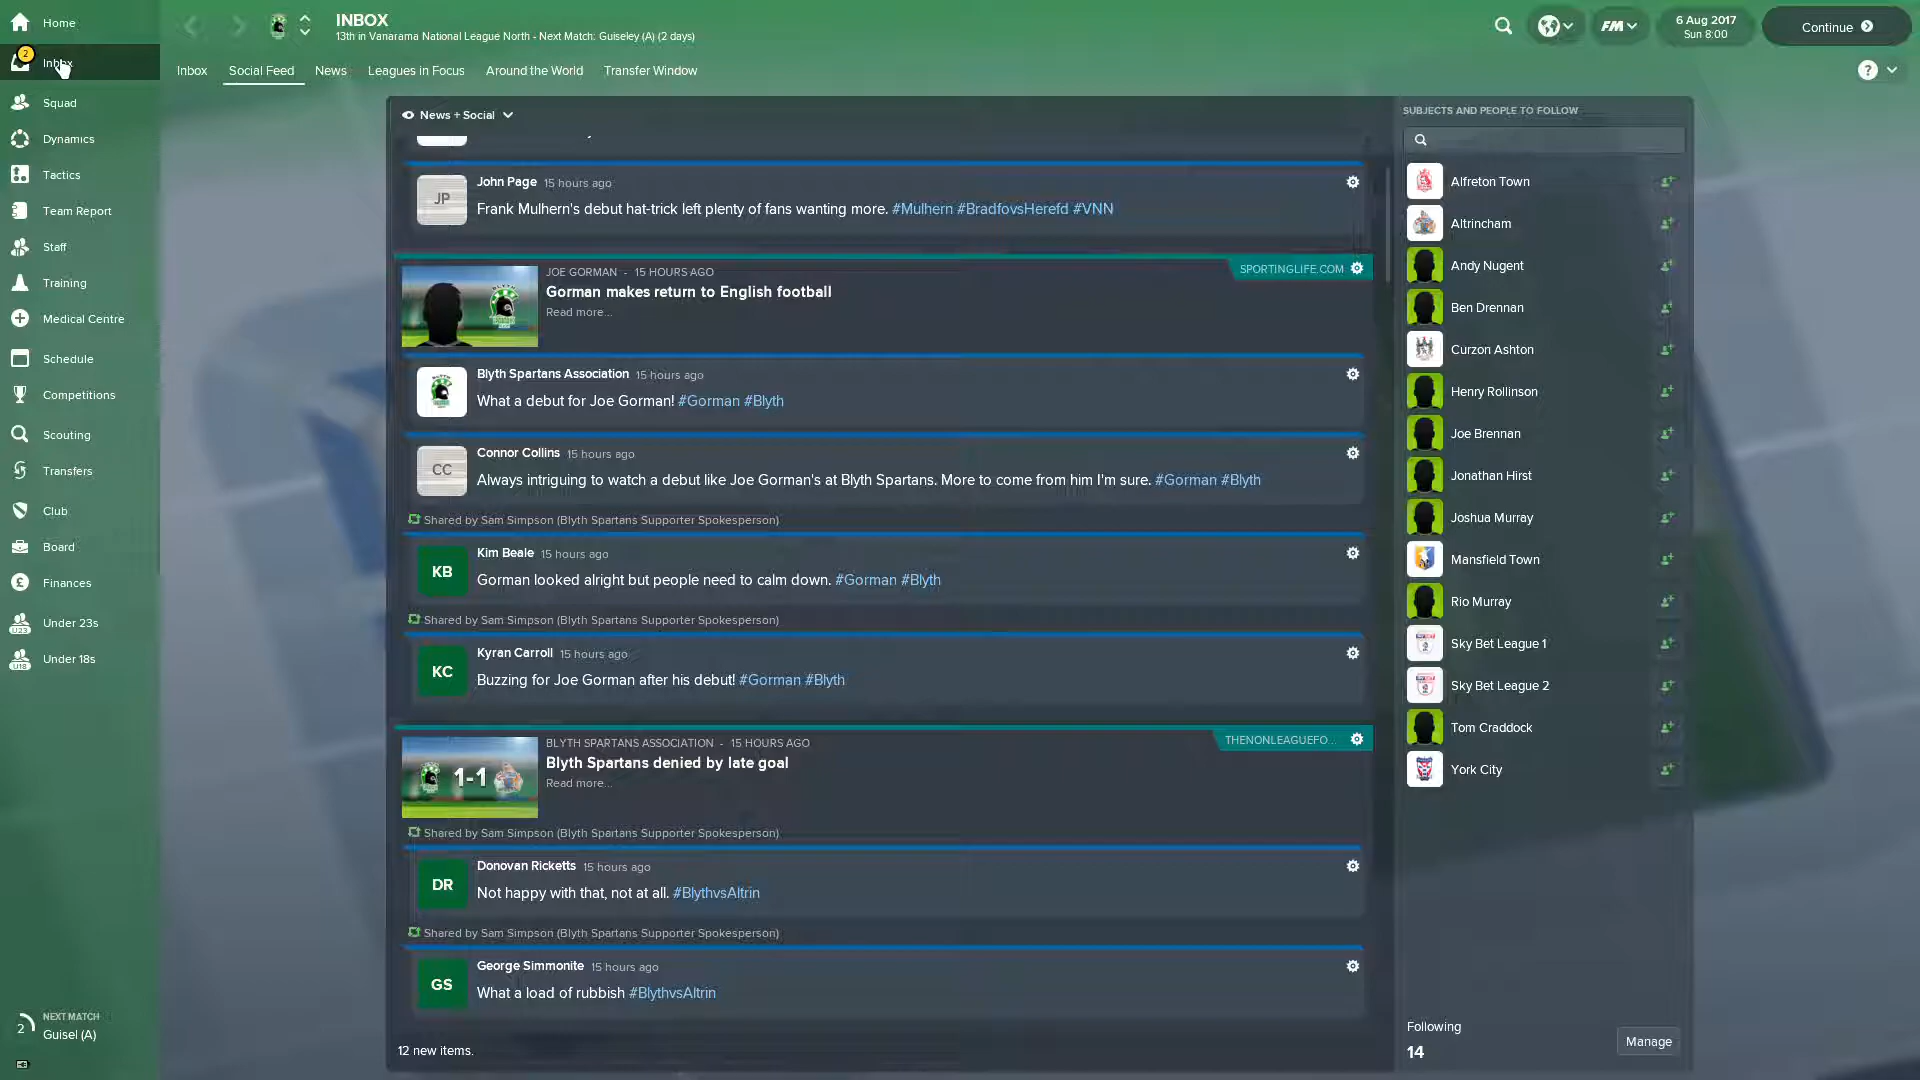 Home
2
Inbox
Squad
Dynamics
Tactics
Team Report
Staff
Training
Medical Centre
Schedule
Competitions
Scouting
Transfers
Club
Board
Finances
U23
Under 23s
U18
Under 18s
2
NEXT MATCH
Guisel (A)
INBOX
13th in Vanarama National League North - Next Match: Guiseley (A) (2 days)
FM
6 Aug 2017
Sun 8:00
Continue
Inbox
Social Feed
News
Leagues in Focus
Around the World
Transfer Window
?
News + Social
JP
John Page 15 hours ago
Frank Mulhern's debut hat-trick left plenty of fans wanting more. #Mulhern #BradfovsHerefd #VNN
JOE GORMAN - 15 HOURS AGO
SPORTINGLIFE.COM
Gorman makes return to English football
Read more...
Blyth Spartans Association 15 hours ago
What a debut for Joe Gorman! #Gorman #Blyth
CC
Connor Collins 15 hours ago
Always intriguing to watch a debut like Joe Gorman's at Blyth Spartans. More to come from him I'm sure. #Gorman #Blyth
Shared by Sam Simpson (Blyth Spartans Supporter Spokesperson)
KB
Kim Beale 15 hours ago
Gorman looked alright but people need to calm down. #Gorman #Blyth
Shared by Sam Simpson (Blyth Spartans Supporter Spokesperson)
KC
Kyran Carroll 15 hours ago
Buzzing for Joe Gorman after his debut! #Gorman #Blyth
1-1
BLYTH SPARTANS ASSOCIATION - 15 HOURS AGO
THENONLEAGUEFO...
Blyth Spartans denied by late goal
Read more...
Shared by Sam Simpson (Blyth Spartans Supporter Spokesperson)
DR
Donovan Ricketts 15 hours ago
Not happy with that, not at all. #BlythvsAltrin
Shared by Sam Simpson (Blyth Spartans Supporter Spokesperson)
GS
George Simmonite 15 hours ago
What a load of rubbish #BlythvsAltrin
12 new items.
SUBJECTS AND PEOPLE TO FOLLOW
Alfreton Town
Altrincham
Andy Nugent
Ben Drennan
Curzon Ashton
Henry Rollinson
Joe Brennan
Jonathan Hirst
Joshua Murray
Mansfield Town
Rio Murray
Sky Bet League 1
Sky Bet League 2
Tom Craddock
York City
Following
14
Manage